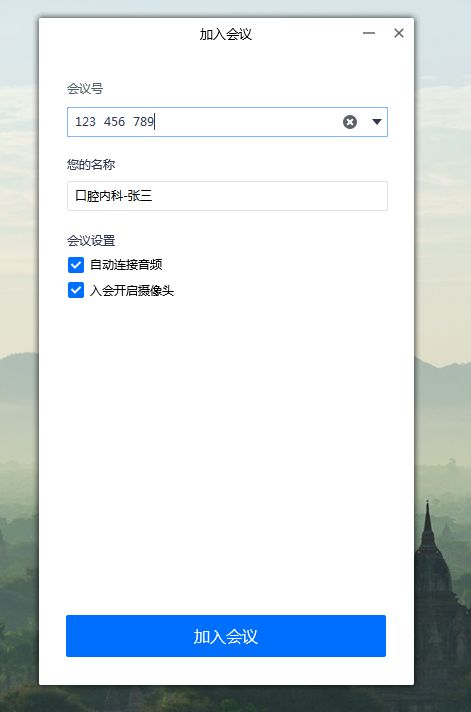 加入会议
会议号
123 456 789
您的名称
口腔内科-张三
会议设置
自动连接音频
入会开启摄像头
加入会议